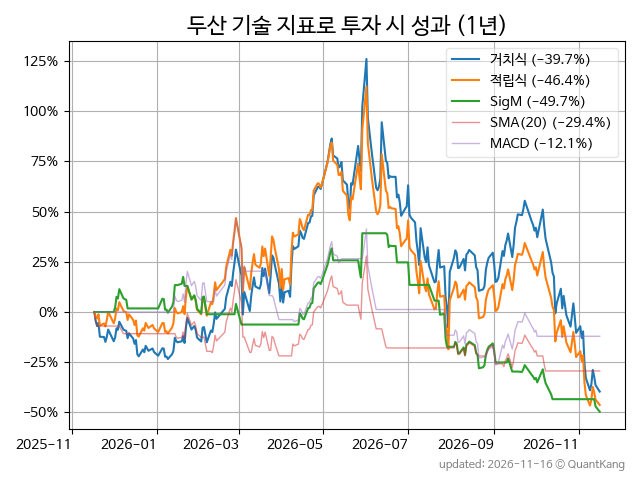 두산 기술 지표로 투자 시 성과 (1년)
125%
100%
75%
50%
25%
0%
−25%
−50%
거치식 (−39.7%)
적립식 (−46.4%)
SigM (−49.7%)
SMA(20) (−29.4%)
MACD (−12.1%)
2025-11
2026-01
2026-03
2026-05
2026-07
2026-09
2026-11
updated: 2026-11-16 © QuantKang